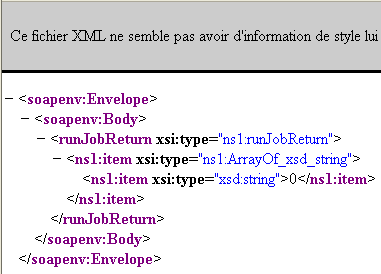 Ce fichier XML ne semble pas avoir d'information de style lui
− <soapenv:Envelope>
− <soapenv:Body>
− <runJobReturn xsi:type="ns1:runJobReturn">
− <ns1:item xsi:type="ns1:ArrayOf_xsd_string">
<ns1:item xsi:type="xsd:string">0</ns1:item>
</ns1:item>
</runJobReturn>
</soapenv:Body>
</soapenv:Envelope>